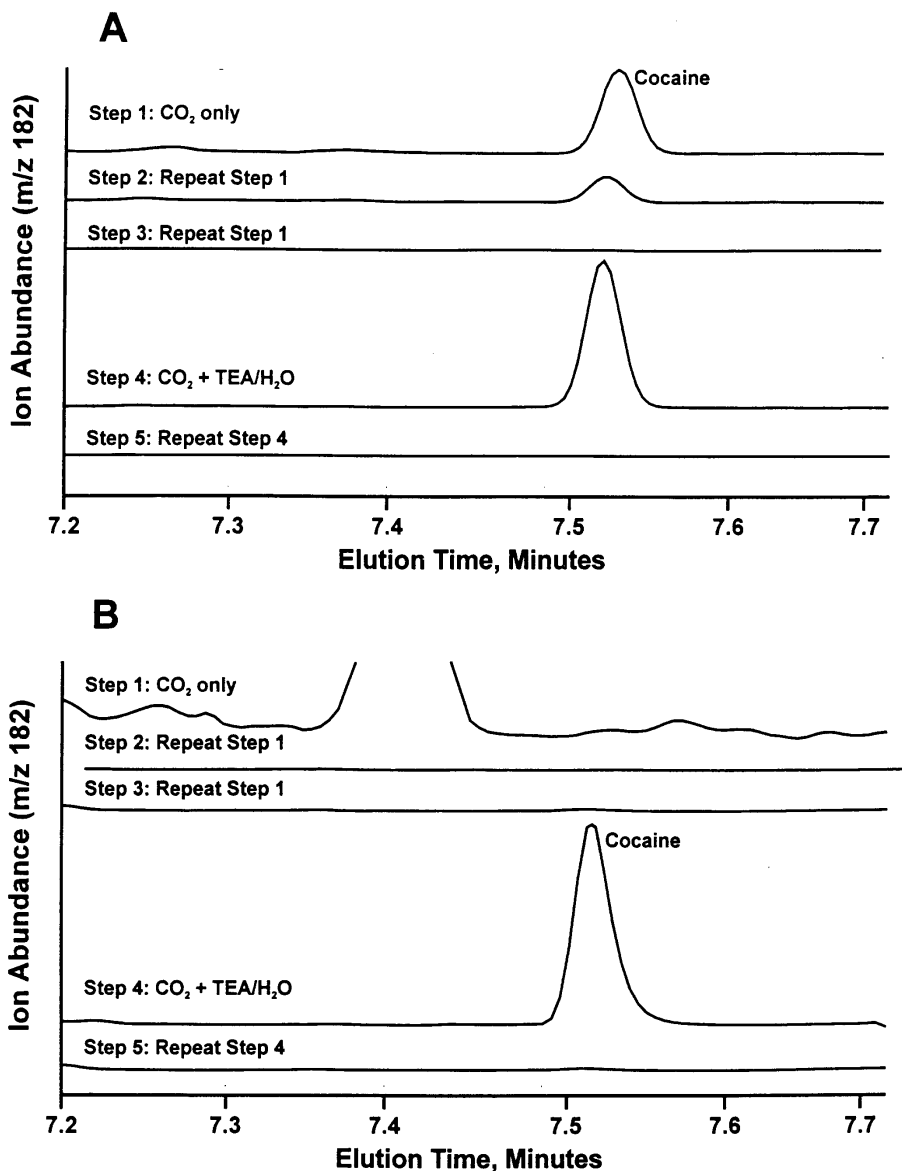 A
Ion Abundance (m/z 182)
Cocaine
Step 1: CO₂ only
Step 2: Repeat Step 1
Step 3: Repeat Step 1
Step 4: CO₂ + TEA/H₂O
Step 5: Repeat Step 4
7.2 7.3 7.4 7.5 7.6 7.7
Elution Time, Minutes
B
Ion Abundance (m/z 182)
Step 1: CO₂ only
Step 2: Repeat Step 1
Step 3: Repeat Step 1
Cocaine
Step 4: CO₂ + TEA/H₂O
Step 5: Repeat Step 4
7.2 7.3 7.4 7.5 7.6 7.7
Elution Time, Minutes